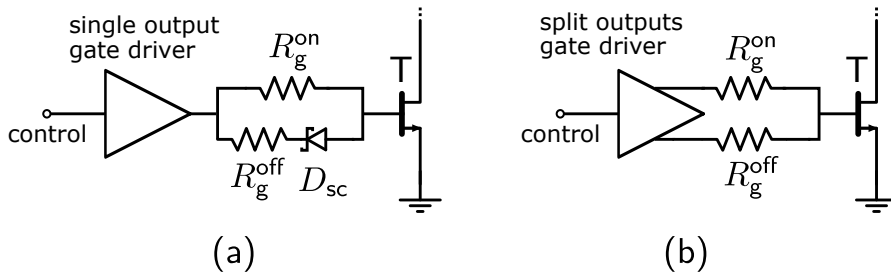 single output
gate driver
R_g^on
T
control
R_g^off
D_sc
(a)
split outputs
gate driver
R_g^on
T
control
R_g^off
(b)